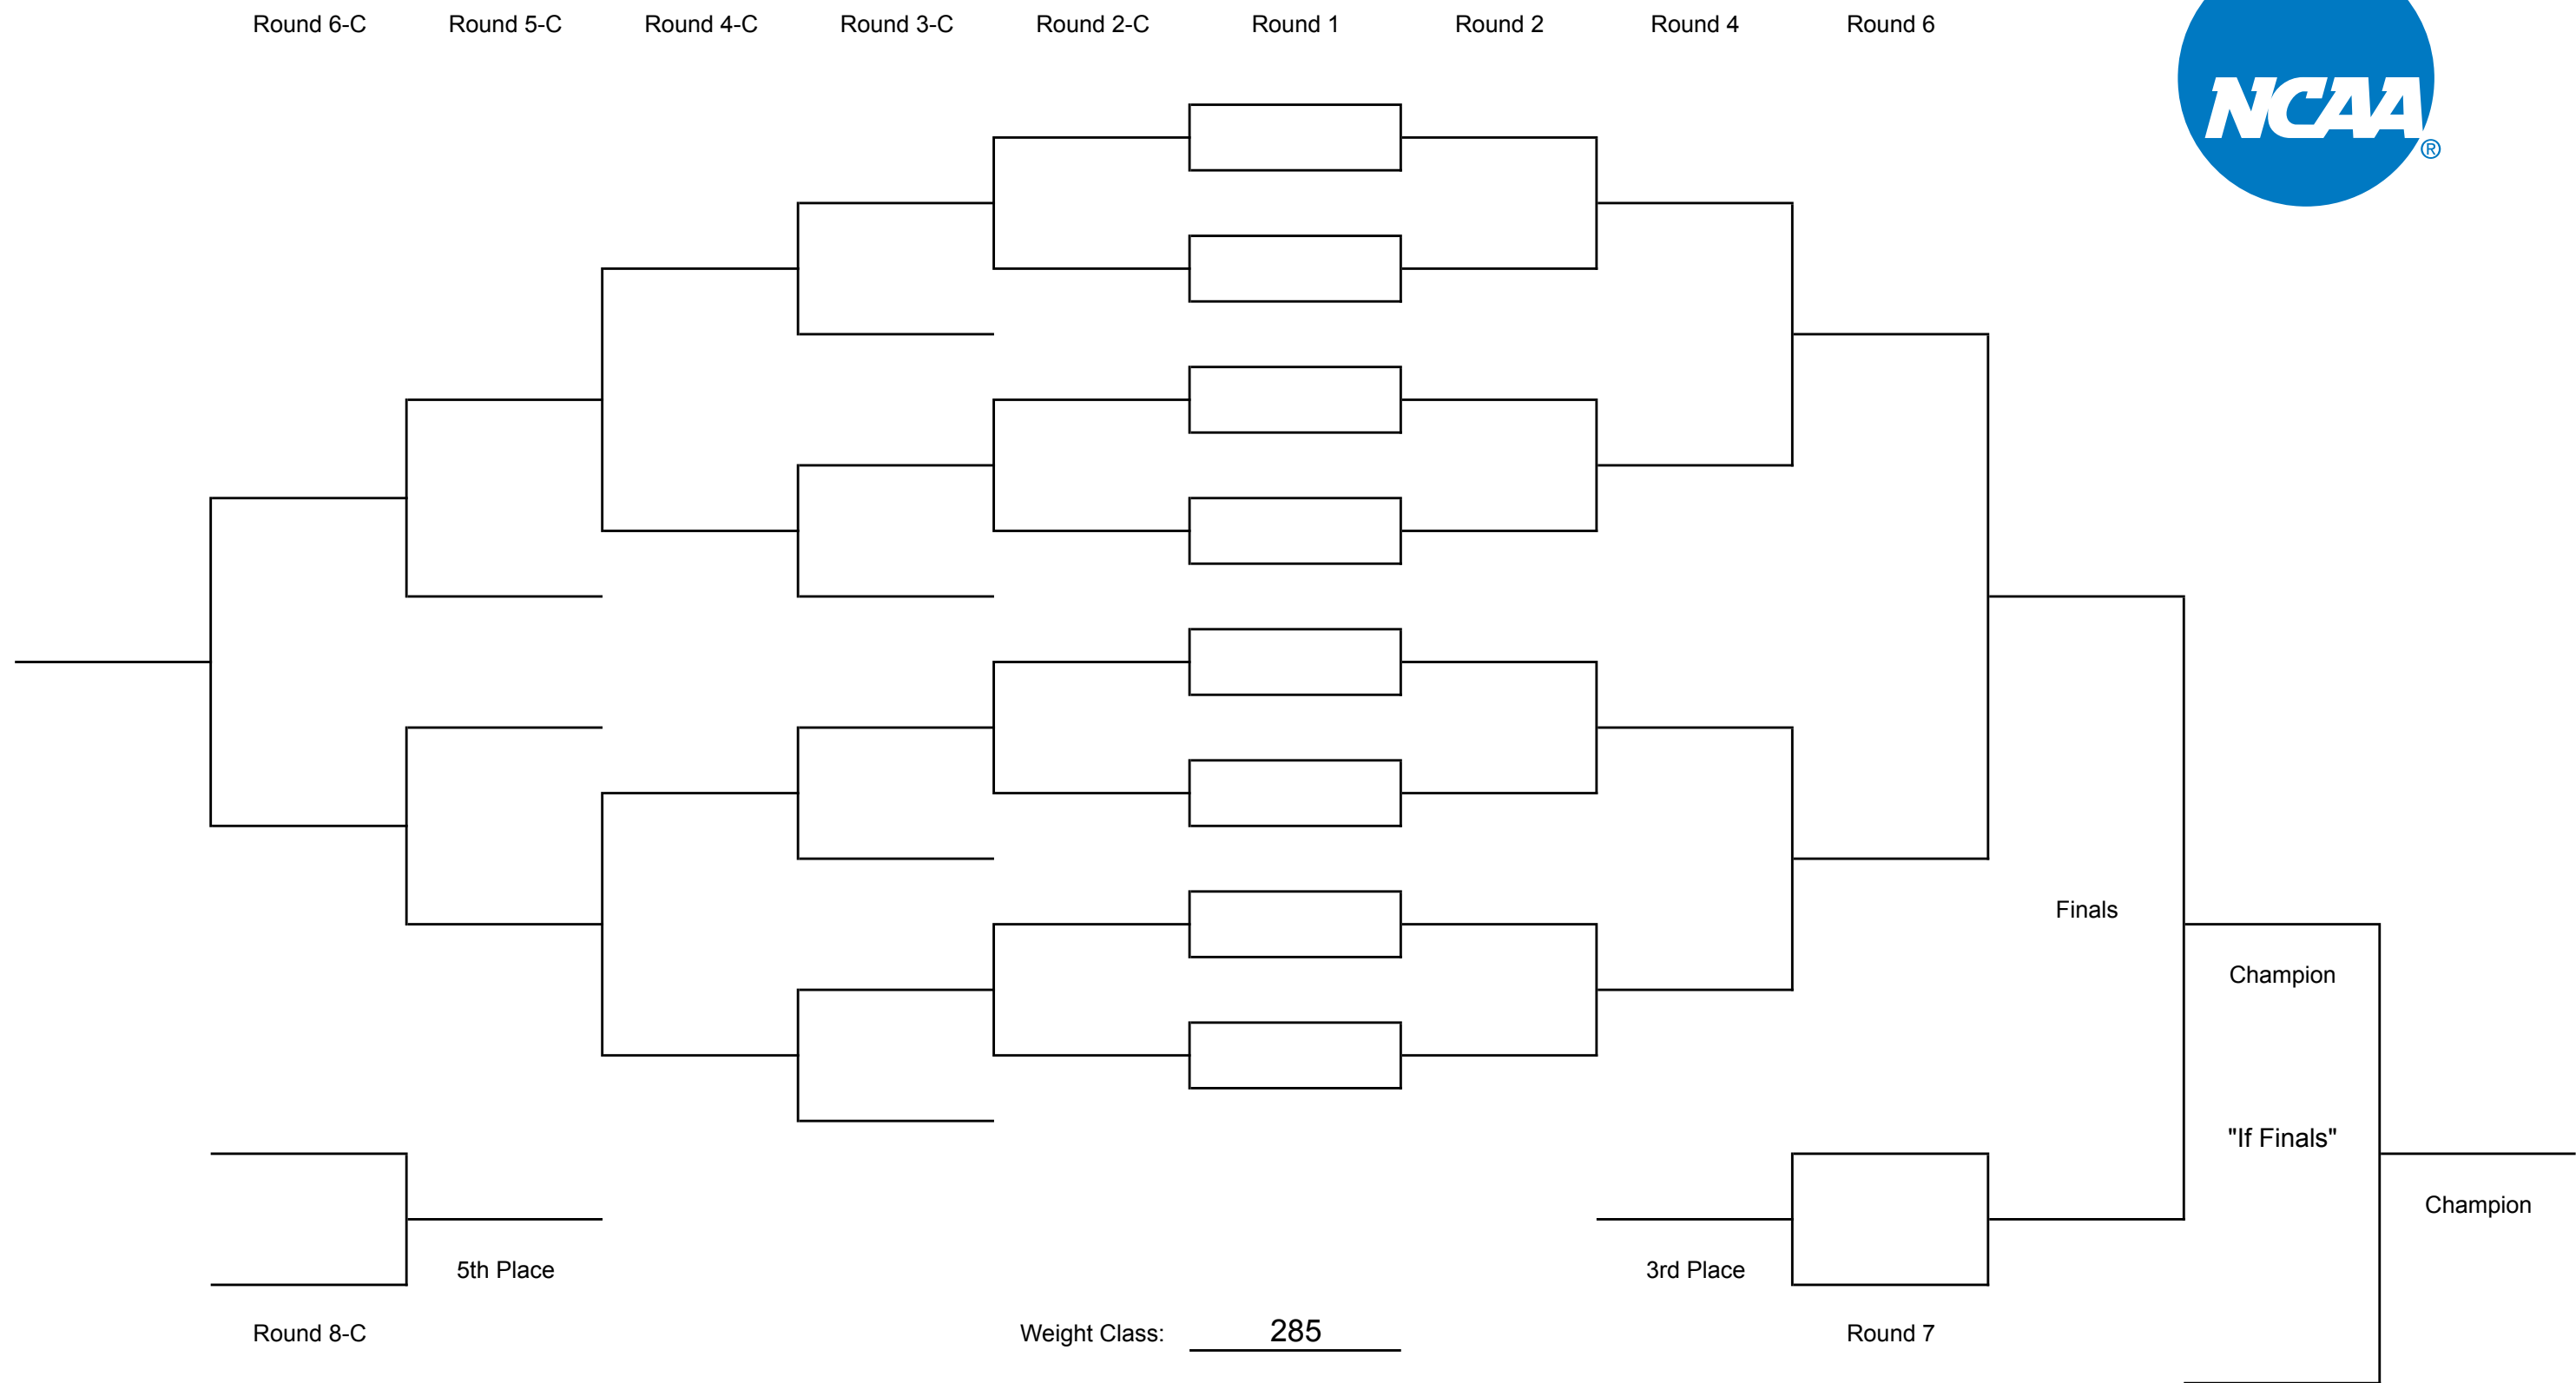 Round 6-C Round 5-C Round 4-C Round 3-C Round 2-C Round 1 Round 2 Round 4 Round 6
NCAA®
Finals
Champion
"If Finals"
Champion
5th Place 3rd Place
Round 8-C Weight Class: 285 Round 7